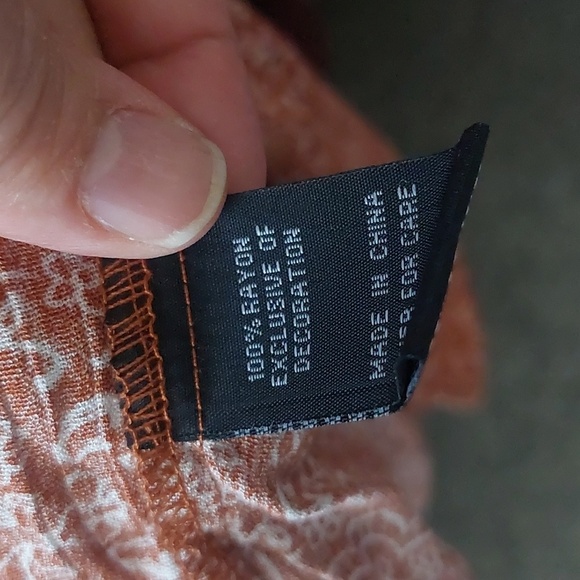 100% RAYON
EXCLUSIVE OF
DECORATION
MADE IN CHINA
FOR CARE